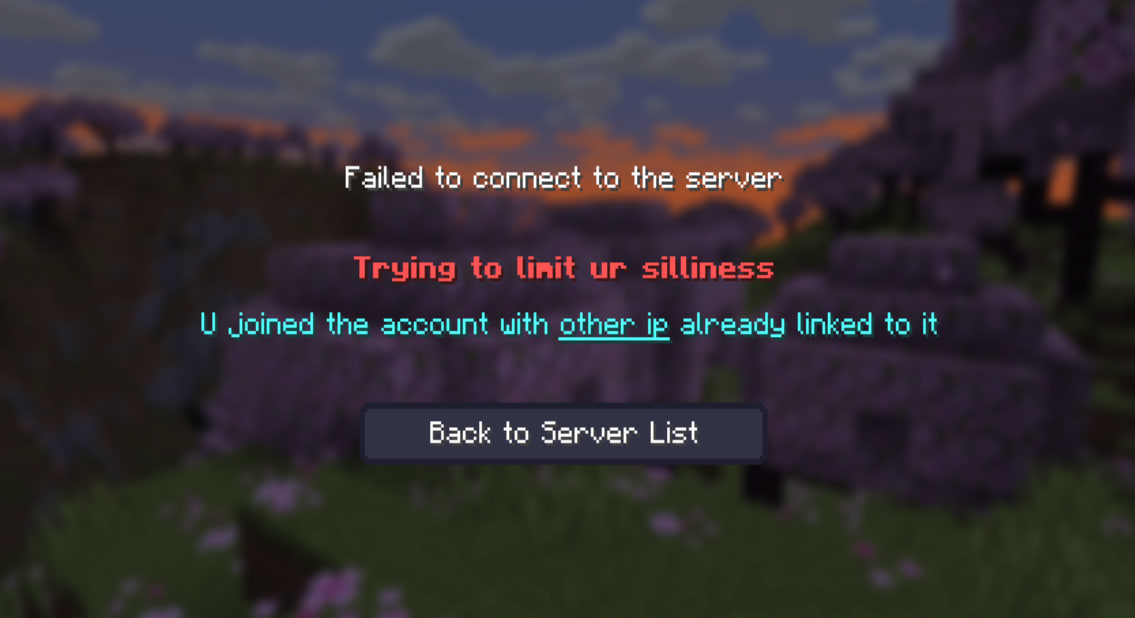 Failed to connect to the server
Trying to limit ur silliness
U joined the account with other ip already linked to it
Back to Server List